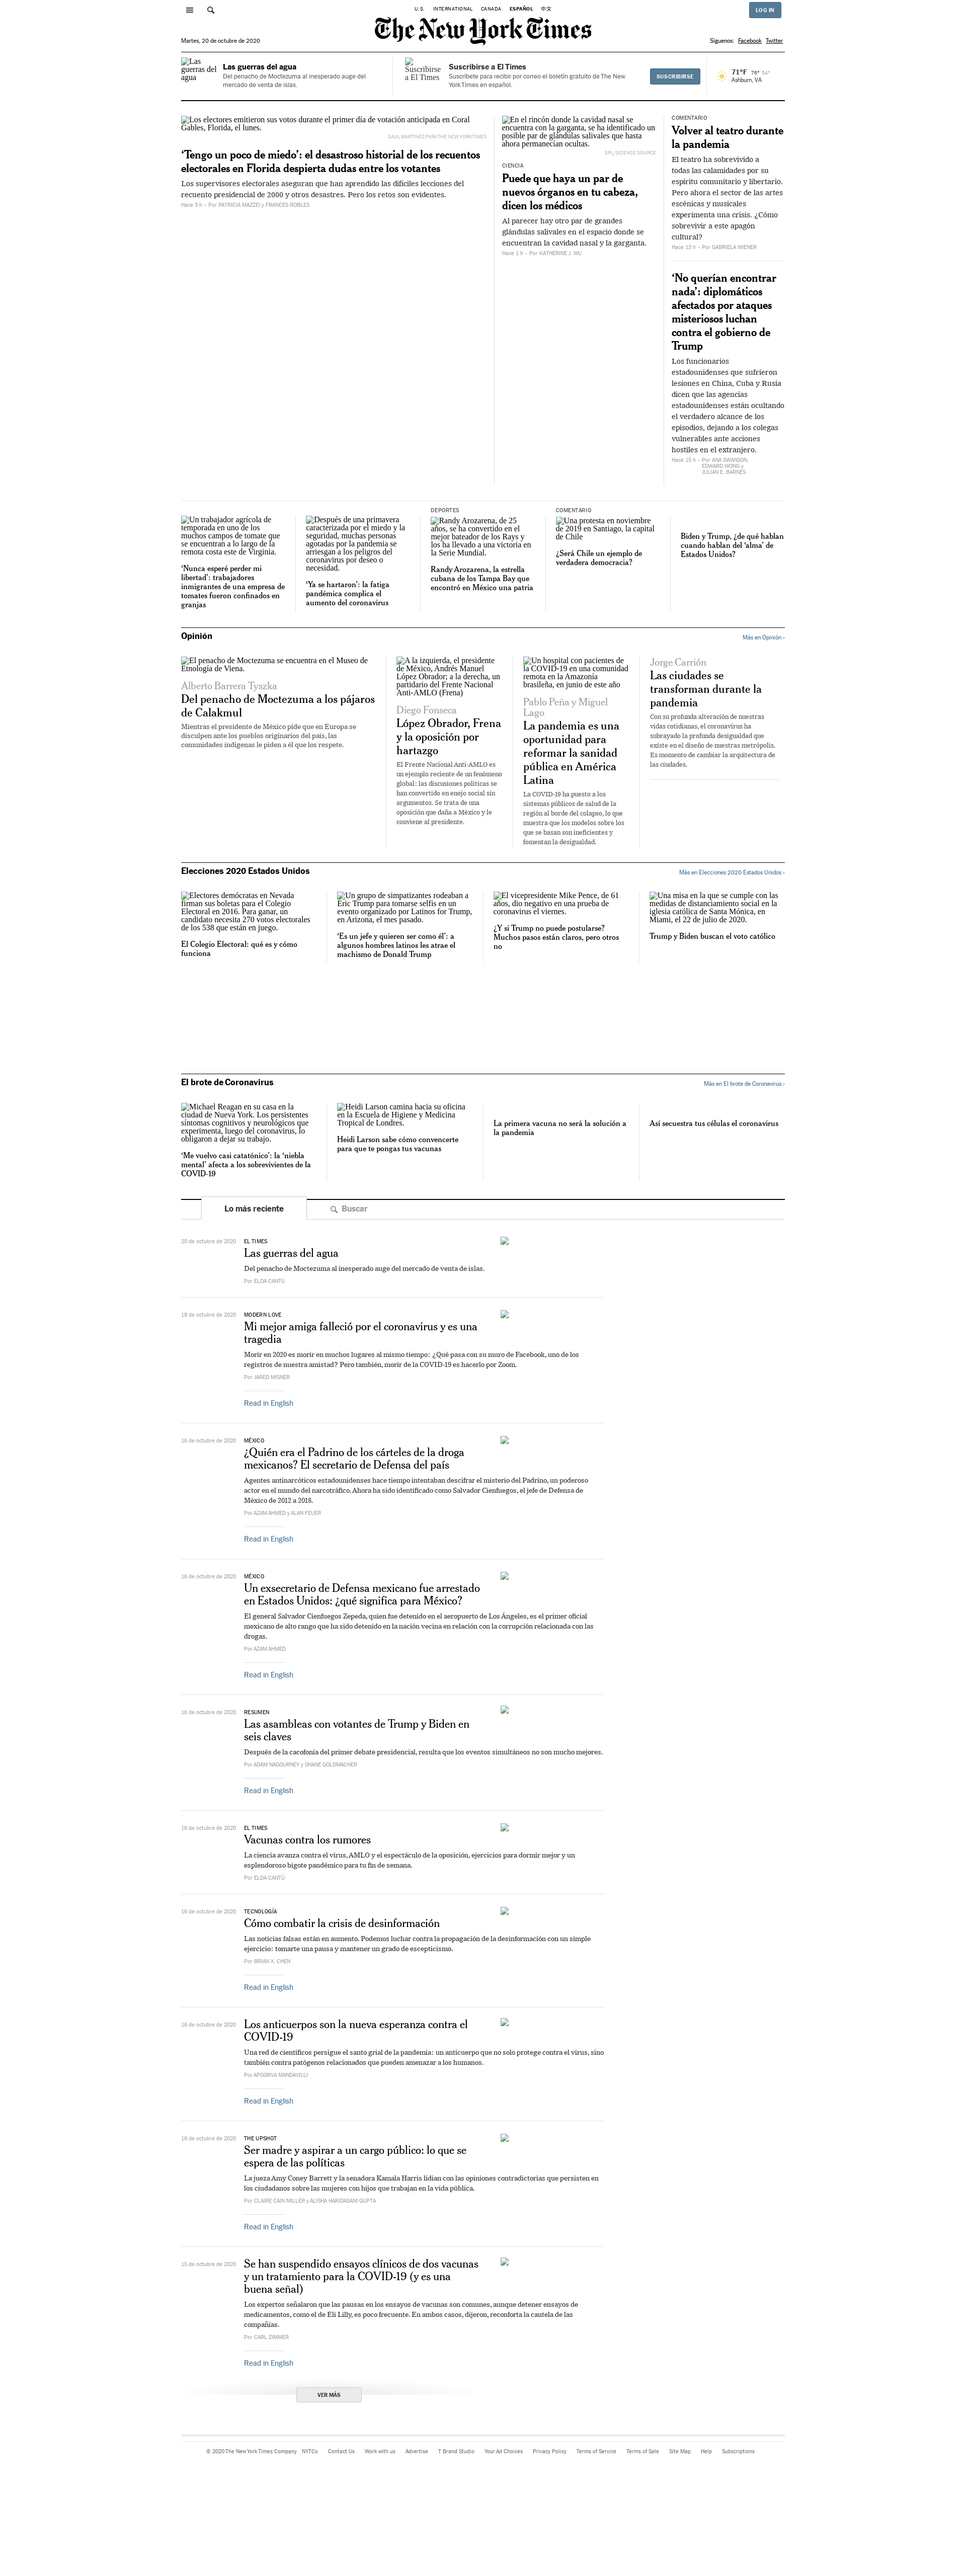 U.S. INTERNATIONAL CANADA ESPAÑOL 中文
LOG IN
The New York Times
Martes, 20 de octubre de 2020
Síguenos: Facebook Twitter
Las guerras del agua
Las guerras del agua
Del penacho de Moctezuma al inesperado auge del
mercado de venta de islas.
Suscribirse a El Times
Suscribirse a El Times
Suscríbete para recibir por correo el boletín gratuito de The New
York Times en español.
SUSCRIBIRSE
71°F 76° 54°
Ashburn, VA
Los electores emitieron sus votos durante el primer día de votación anticipada en Coral
Gables, Florida, el lunes.
SAUL MARTINEZ PARA THE NEW YORK TIMES
‘Tengo un poco de miedo’: el desastroso historial de los recuentos
electorales en Florida despierta dudas entre los votantes
Los supervisores electorales aseguran que han aprendido las difíciles lecciones del
recuento presidencial de 2000 y otros desastres. Pero los retos son evidentes.
Hace 3 h - Por PATRICIA MAZZEI y FRANCES ROBLES
En el rincón donde la cavidad nasal se
encuentra con la garganta, se ha identificado un
posible par de glándulas salivales que hasta
ahora permanecían ocultas.
SPL/SCIENCE SOURCE
CIENCIA
Puede que haya un par de
nuevos órganos en tu cabeza,
dicen los médicos
Al parecer hay otro par de grandes
glándulas salivales en el espacio donde se
encuentran la cavidad nasal y la garganta.
Hace 1 h - Por KATHERINE J. WU
COMENTARIO
Volver al teatro durante
la pandemia
El teatro ha sobrevivido a
todas las calamidades por su
espíritu comunitario y libertario.
Pero ahora el sector de las artes
escénicas y musicales
experimenta una crisis. ¿Cómo
sobrevivir a este apagón
cultural?
Hace 13 h - Por GABRIELA WIENER
‘No querían encontrar
nada’: diplomáticos
afectados por ataques
misteriosos luchan
contra el gobierno de
Trump
Los funcionarios
estadounidenses que sufrieron
lesiones en China, Cuba y Rusia
dicen que las agencias
estadounidenses están ocultando
el verdadero alcance de los
episodios, dejando a los colegas
vulnerables ante acciones
hostiles en el extranjero.
Hace 15 h - Por ANA SWANSON,
EDWARD WONG y
JULIAN E. BARNES
Un trabajador agrícola de
temporada en uno de los
muchos campos de tomate que
se encuentran a lo largo de la
remota costa este de Virginia.
‘Nunca esperé perder mi
libertad’: trabajadores
inmigrantes de una empresa de
tomates fueron confinados en
granjas
Después de una primavera
caracterizada por el miedo y la
seguridad, muchas personas
agotadas por la pandemia se
arriesgan a los peligros del
coronavirus por deseo o
necesidad.
‘Ya se hartaron’: la fatiga
pandémica complica el
aumento del coronavirus
DEPORTES
Randy Arozarena, de 25
años, se ha convertido en el
mejor bateador de los Rays y
los ha llevado a una victoria en
la Serie Mundial.
Randy Arozarena, la estrella
cubana de los Tampa Bay que
encontró en México una patria
COMENTARIO
Una protesta en noviembre
de 2019 en Santiago, la capital
de Chile
¿Será Chile un ejemplo de
verdadera democracia?
Biden y Trump, ¿de qué hablan
cuando hablan del ‘alma’ de
Estados Unidos?
Opinión
Más en Opinión ›
El penacho de Moctezuma se encuentra en el Museo de
Etnología de Viena.
Alberto Barrera Tyszka
Del penacho de Moctezuma a los pájaros
de Calakmul
Mientras el presidente de México pide que en Europa se
disculpen ante los pueblos originarios del país, las
comunidades indígenas le piden a él que los respete.
A la izquierda, el presidente
de México, Andrés Manuel
López Obrador; a la derecha, un
partidario del Frente Nacional
Anti-AMLO (Frena)
Diego Fonseca
López Obrador, Frena
y la oposición por
hartazgo
El Frente Nacional Anti-AMLO es
un ejemplo reciente de un fenómeno
global: las discusiones políticas se
han convertido en enojo social sin
argumentos. Se trata de una
oposición que daña a México y le
conviene al presidente.
Un hospital con pacientes de
la COVID-19 en una comunidad
remota en la Amazonía
brasileña, en junio de este año
Pablo Peña y Miguel
Lago
La pandemia es una
oportunidad para
reformar la sanidad
pública en América
Latina
La COVID-19 ha puesto a los
sistemas públicos de salud de la
región al borde del colapso, lo que
muestra que los modelos sobre los
que se basan son ineficientes y
fomentan la desigualdad.
Jorge Carrión
Las ciudades se
transforman durante la
pandemia
Con su profunda alteración de nuestras
vidas cotidianas, el coronavirus ha
subrayado la profunda desigualdad que
existe en el diseño de nuestras metrópolis.
Es momento de cambiar la arquitectura de
las ciudades.
Elecciones 2020 Estados Unidos
Más en Elecciones 2020 Estados Unidos ›
Electores demócratas en Nevada
firman sus boletas para el Colegio
Electoral en 2016. Para ganar, un
candidato necesita 270 votos electorales
de los 538 que están en juego.
El Colegio Electoral: qué es y cómo
funciona
Un grupo de simpatizantes rodeaban a
Eric Trump para tomarse selfis en un
evento organizado por Latinos for Trump,
en Arizona, el mes pasado.
‘Es un jefe y quieren ser como él’: a
algunos hombres latinos les atrae el
machismo de Donald Trump
El vicepresidente Mike Pence, de 61
años, dio negativo en una prueba de
coronavirus el viernes.
¿Y si Trump no puede postularse?
Muchos pasos están claros, pero otros
no
Una misa en la que se cumple con las
medidas de distanciamiento social en la
iglesia católica de Santa Mónica, en
Miami, el 22 de julio de 2020.
Trump y Biden buscan el voto católico
El brote de Coronavirus
Más en El brote de Coronavirus ›
Michael Reagan en su casa en la
ciudad de Nueva York. Los persistentes
síntomas cognitivos y neurológicos que
experimenta, luego del coronavirus, lo
obligaron a dejar su trabajo.
‘Me vuelvo casi catatónico’: la ‘niebla
mental’ afecta a los sobrevivientes de la
COVID-19
Heidi Larson camina hacia su oficina
en la Escuela de Higiene y Medicina
Tropical de Londres.
Heidi Larson sabe cómo convencerte
para que te pongas tus vacunas
La primera vacuna no será la solución a
la pandemia
Así secuestra tus células el coronavirus
Lo más reciente
Buscar
20 de octubre de 2020
EL TIMES
Las guerras del agua
Del penacho de Moctezuma al inesperado auge del mercado de venta de islas.
Por ELDA CANTÚ
18 de octubre de 2020
MODERN LOVE
Mi mejor amiga falleció por el coronavirus y es una
tragedia
Morir en 2020 es morir en muchos lugares al mismo tiempo: ¿Qué pasa con su muro de Facebook, uno de los
registros de nuestra amistad? Pero también, morir de la COVID-19 es hacerlo por Zoom.
Por JARED MISNER
Read in English
16 de octubre de 2020
MÉXICO
¿Quién era el Padrino de los cárteles de la droga
mexicanos? El secretario de Defensa del país
Agentes antinarcóticos estadounidenses hace tiempo intentaban descifrar el misterio del Padrino, un poderoso
actor en el mundo del narcotráfico. Ahora ha sido identificado como Salvador Cienfuegos, el jefe de Defensa de
México de 2012 a 2018.
Por AZAM AHMED y ALAN FEUER
Read in English
16 de octubre de 2020
MÉXICO
Un exsecretario de Defensa mexicano fue arrestado
en Estados Unidos: ¿qué significa para México?
El general Salvador Cienfuegos Zepeda, quien fue detenido en el aeropuerto de Los Ángeles, es el primer oficial
mexicano de alto rango que ha sido detenido en la nación vecina en relación con la corrupción relacionada con las
drogas.
Por AZAM AHMED
Read in English
16 de octubre de 2020
RESUMEN
Las asambleas con votantes de Trump y Biden en
seis claves
Después de la cacofonía del primer debate presidencial, resulta que los eventos simultáneos no son mucho mejores.
Por ADAM NAGOURNEY y SHANE GOLDMACHER
Read in English
16 de octubre de 2020
EL TIMES
Vacunas contra los rumores
La ciencia avanza contra el virus, AMLO y el espectáculo de la oposición, ejercicios para dormir mejor y un
esplendoroso bigote pandémico para tu fin de semana.
Por ELDA CANTÚ
16 de octubre de 2020
TECNOLOGÍA
Cómo combatir la crisis de desinformación
Las noticias falsas están en aumento. Podemos luchar contra la propagación de la desinformación con un simple
ejercicio: tomarte una pausa y mantener un grado de escepticismo.
Por BRIAN X. CHEN
Read in English
16 de octubre de 2020
Los anticuerpos son la nueva esperanza contra el
COVID-19
Una red de científicos persigue el santo grial de la pandemia: un anticuerpo que no solo protege contra el virus, sino
también contra patógenos relacionados que pueden amenazar a los humanos.
Por APOORVA MANDAVILLI
Read in English
16 de octubre de 2020
THE UPSHOT
Ser madre y aspirar a un cargo público: lo que se
espera de las políticas
La jueza Amy Coney Barrett y la senadora Kamala Harris lidian con las opiniones contradictorias que persisten en
los ciudadanos sobre las mujeres con hijos que trabajan en la vida pública.
Por CLAIRE CAIN MILLER y ALISHA HARIDASANI GUPTA
Read in English
15 de octubre de 2020
Se han suspendido ensayos clínicos de dos vacunas
y un tratamiento para la COVID-19 (y es una
buena señal)
Los expertos señalaron que las pausas en los ensayos de vacunas son comunes, aunque detener ensayos de
medicamentos, como el de Eli Lilly, es poco frecuente. En ambos casos, dijeron, reconforta la cautela de las
compañías.
Por CARL ZIMMER
Read in English
VER MÁS
© 2020 The New York Times Company NYTCo Contact Us Work with us Advertise T Brand Studio Your Ad Choices Privacy Policy Terms of Service Terms of Sale Site Map Help Subscriptions